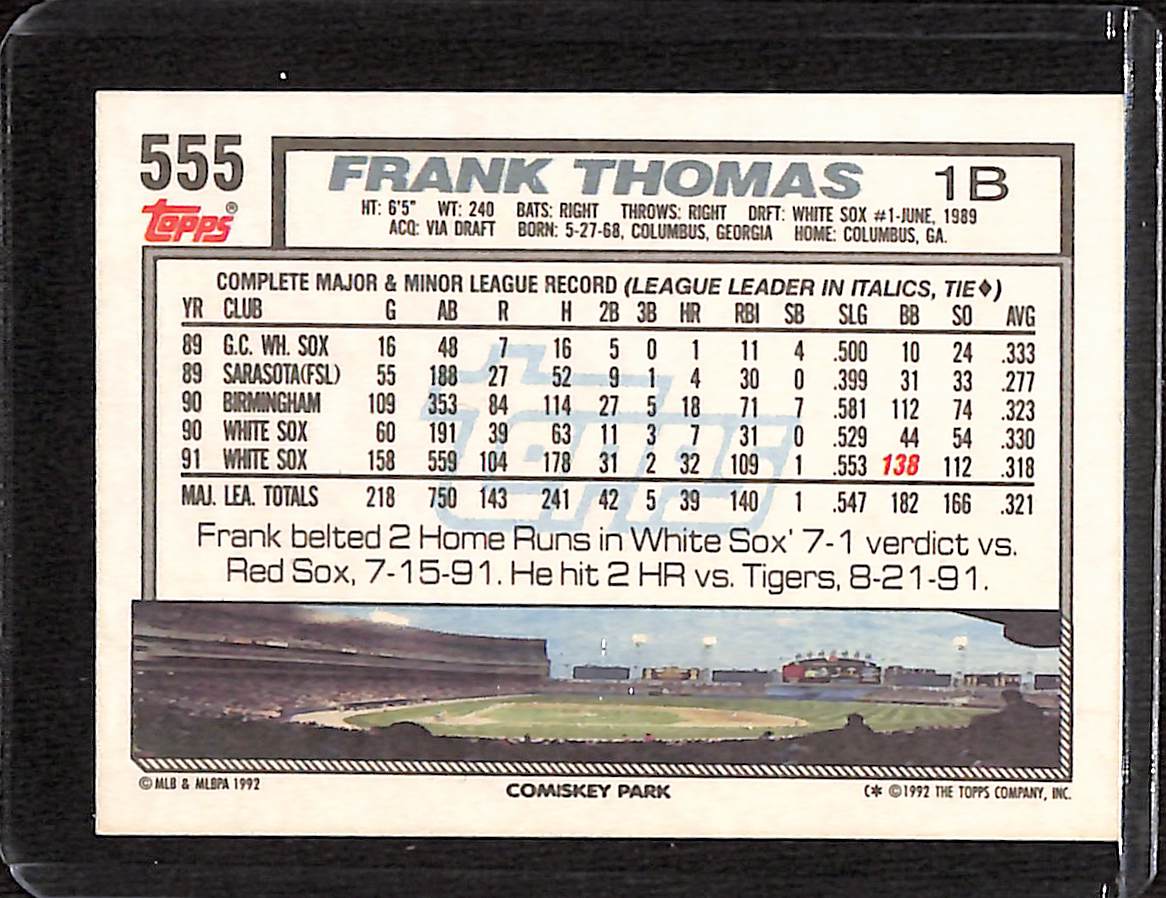 555
topps®
FRANK THOMAS 1B
HT: 6'5" WT: 240 BATS: RIGHT THROWS: RIGHT DRFT: WHITE SOX #1-JUNE, 1989
ACQ: VIA DRAFT BORN: 5-27-68, COLUMBUS, GEORGIA HOME: COLUMBUS, GA.
COMPLETE MAJOR & MINOR LEAGUE RECORD (LEAGUE LEADER IN ITALICS, TIE♦)
YR CLUB G AB R H 2B 3B HR RBI SB SLG BB SO AVG
89 G.C. WH. SOX 16 48 7 16 5 0 1 11 4 .500 10 24 .333
89 SARASOTA(FSL) 55 188 27 52 9 1 4 30 0 .399 31 33 .277
90 BIRMINGHAM 109 353 84 114 27 5 18 71 7 .581 112 74 .323
90 WHITE SOX 60 191 39 63 11 3 7 31 0 .529 44 54 .330
91 WHITE SOX 158 559 104 178 31 2 32 109 1 .553 138 112 .318
MAJ. LEA. TOTALS 218 750 143 241 42 5 39 140 1 .547 182 166 .321
topps
Frank belted 2 Home Runs in White Sox' 7-1 verdict vs.
Red Sox, 7-15-91. He hit 2 HR vs. Tigers, 8-21-91.
© MLB & MLBPA 1992 COMISKEY PARK C* ©1992 THE TOPPS COMPANY, INC.